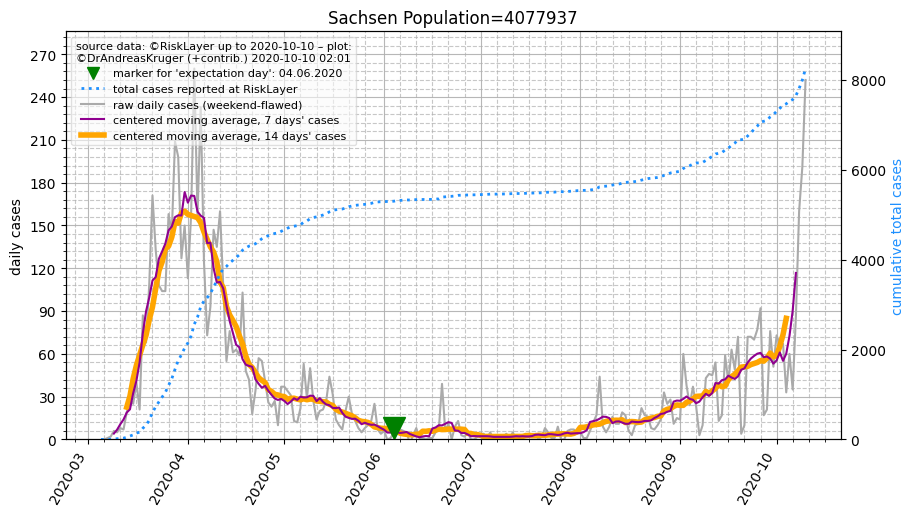 Sachsen Population=4077937
source data: ©RiskLayer up to 2020-10-10 – plot:
©DrAndreasKruger (+contrib.) 2020-10-10 02:01
marker for 'expectation day': 04.06.2020
total cases reported at RiskLayer
raw daily cases (weekend-flawed)
centered moving average, 7 days' cases
centered moving average, 14 days' cases
daily cases
270
240
210
180
150
120
90
60
30
0
8000
6000
4000
2000
0
cumulative total cases
2020-03
2020-04
2020-05
2020-06
2020-07
2020-08
2020-09
2020-10